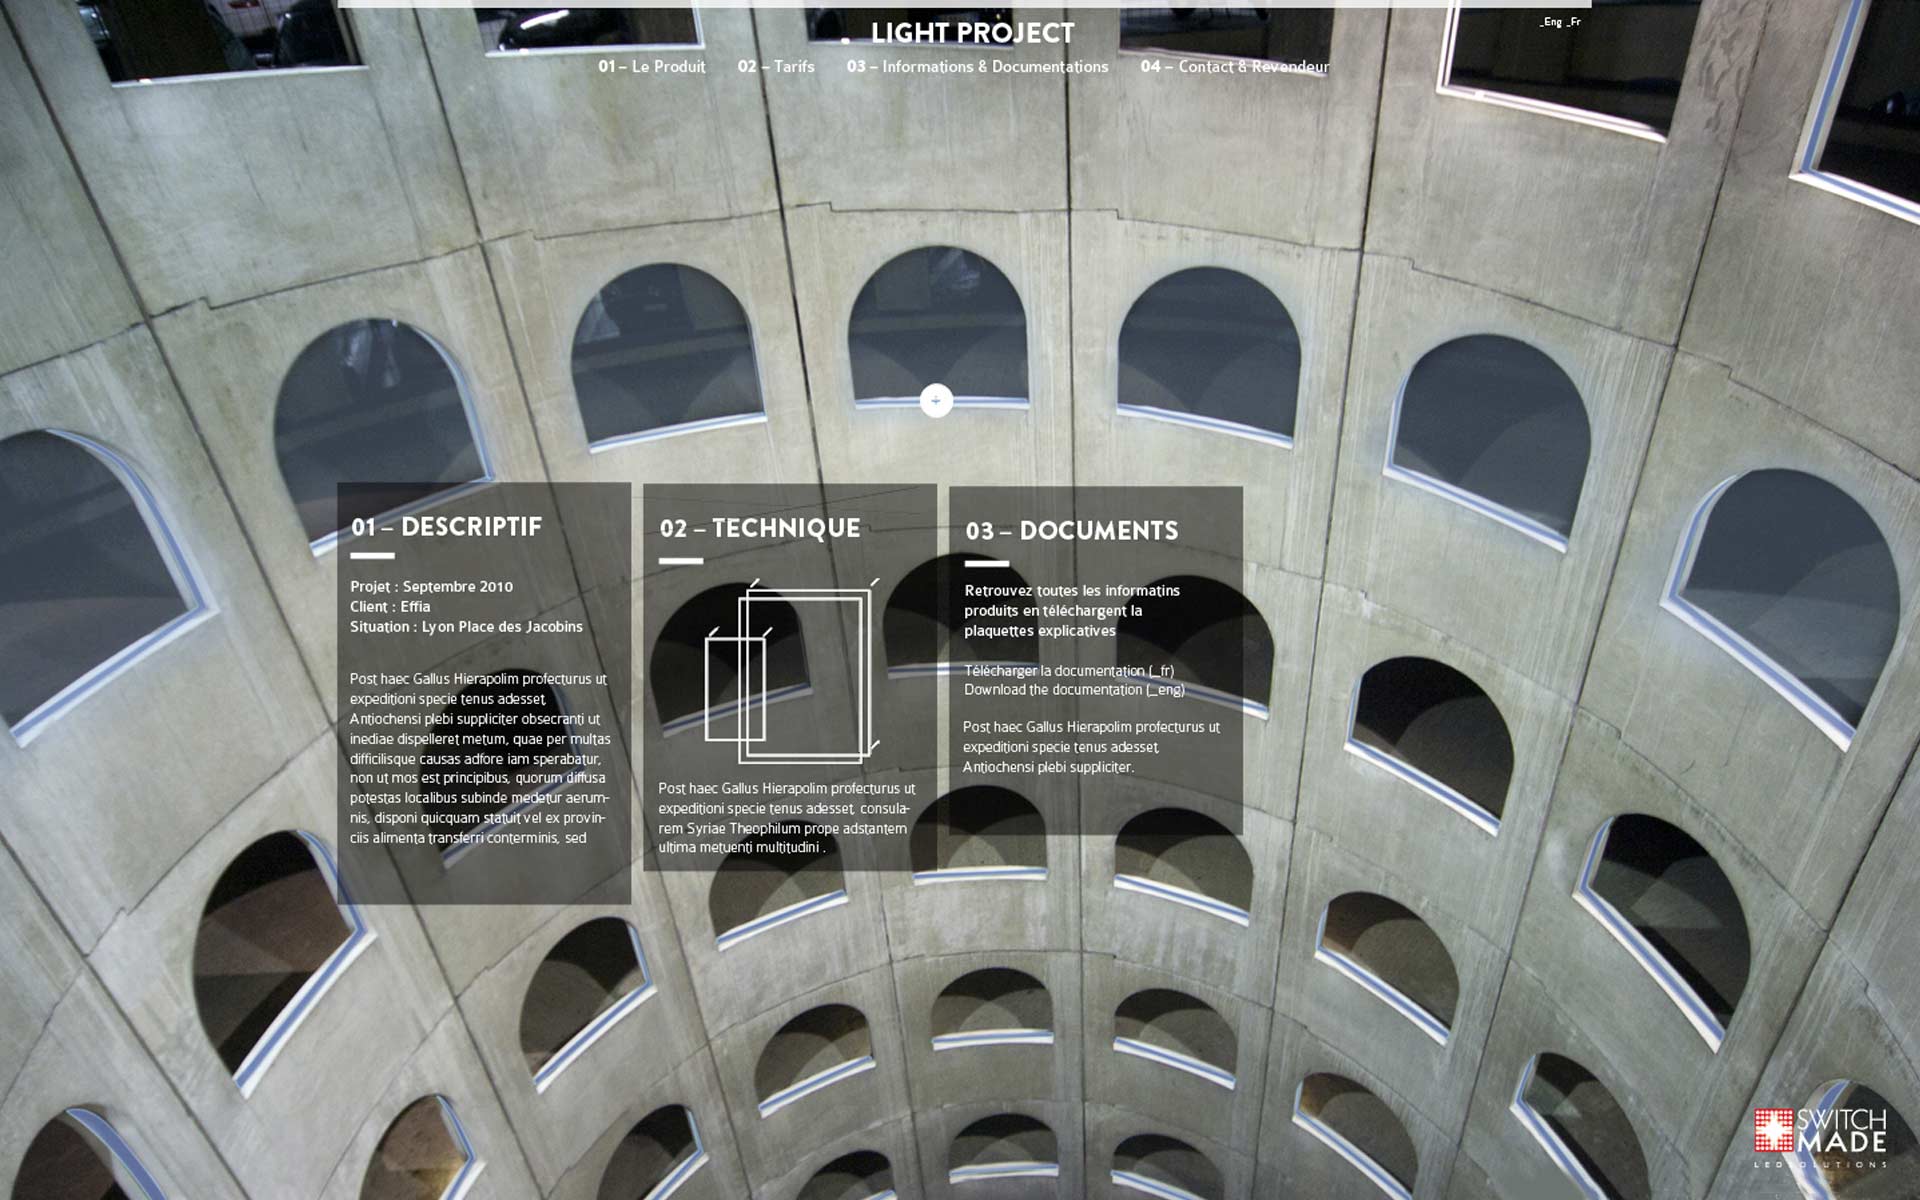 LIGHT PROJECT
_Eng _Fr
01 – Le Produit
02 – Tarifs
03 – Informations & Documentations
04 – Contact & Revendeur
01 – DESCRIPTIF
Projet : Septembre 2010
Client : Effia
Situation : Lyon Place des Jacobins
Post haec Gallus Hierapolim profecturus ut
expeditioni specie tenus adesset,
Antiochensi plebi suppliciter obsecranti ut
inediae dispelleret metum, quae per multas
difficilisque causas adfore iam sperabatur,
non ut mos est principibus, quorum diffusa
potestas localibus subinde medetur aerum-
nis, disponi quicquam statuit vel ex provin-
ciis alimenta transferri conterminis, sed
02 – TECHNIQUE
Post haec Gallus Hierapolim profecturus ut
expeditioni specie tenus adesset, consula-
rem Syriae Theophilum prope adstantem
ultima metuenti multitudini .
03 – DOCUMENTS
Retrouvez toutes les informatins
produits en téléchargent la
plaquettes explicatives
Télécharger la documentation (_fr)
Download the documentation (_eng)
Post haec Gallus Hierapolim profecturus ut
expeditioni specie tenus adesset,
Antiochensi plebi suppliciter.
SWITCH
MADE
LED SOLUTIONS